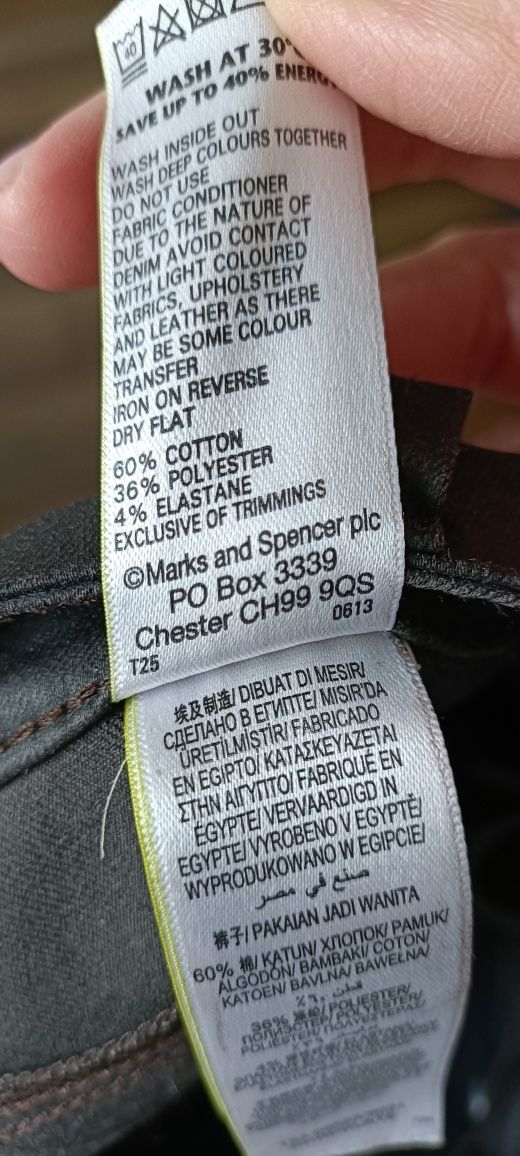 40
WASH AT 30°
SAVE UP TO 40% ENERGY
WASH INSIDE OUT
WASH DEEP COLOURS TOGETHER
DO NOT USE
FABRIC CONDITIONER
DUE TO THE NATURE OF
DENIM AVOID CONTACT
WITH LIGHT COLOURED
FABRICS, UPHOLSTERY
AND LEATHER AS THERE
MAY BE SOME COLOUR
TRANSFER
IRON ON REVERSE
DRY FLAT
60% COTTON
36% POLYESTER
4% ELASTANE
EXCLUSIVE OF TRIMMINGS
©Marks and Spencer plc
PO Box 3339
Chester CH99 9QS
T25 0613
埃及制造/ DIBUAT DI MESIR/
СДЕЛАНО В ЕГИПТЕ/ MISIR'DA
ÜRETİLMİŞTİR/ FABRICADO
EN EGIPTO/ ΚΑΤΑΣΚΕΥΑΖΕΤΑΙ
ΣΤΗΝ ΑΙΓΥΠΤΟ/ FABRIQUÉ EN
ÉGYPTE/ VERVAARDIGD IN
EGYPTE/ VYROBENO V EGYPTĚ/
WYPRODUKOWANO W EGIPCIE/
صنع في مصر
裤子/ PAKAIAN JADI WANITA
60% 棉/ KATUN/ ХЛОПОК/ PAMUK/
ALGODÓN/ ΒΑΜΒΑΚΙ/ COTON/
KATOEN/ BAVLNA/ BAWEŁNA/
قطن ٪٦٠
36% POLIESTER/